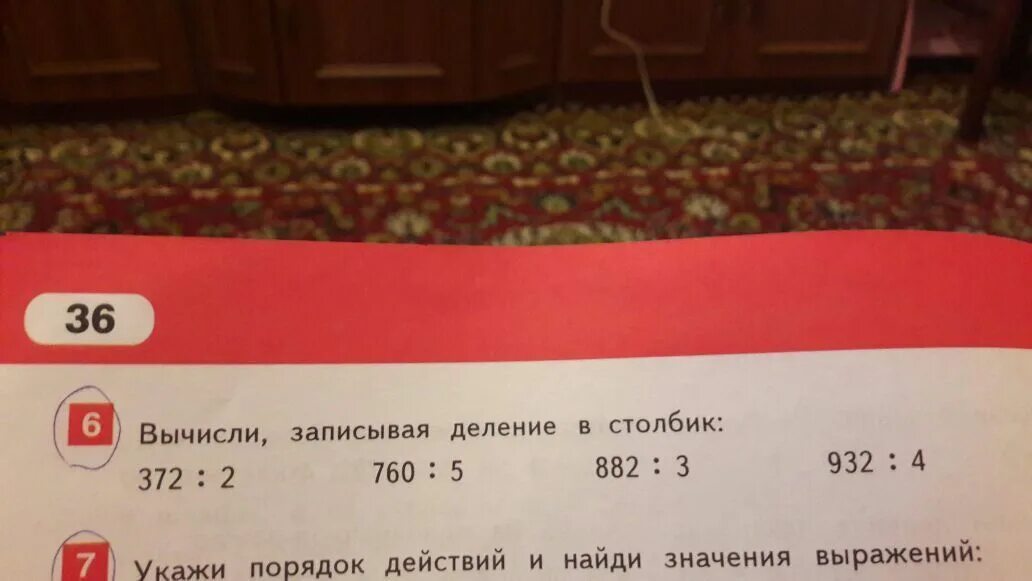 36
6 Вычисли, записывая деление в столбик:
372 : 2 760 : 5 882 : 3 932 : 4
7 Укажи порядок действий и найди значения выражений: